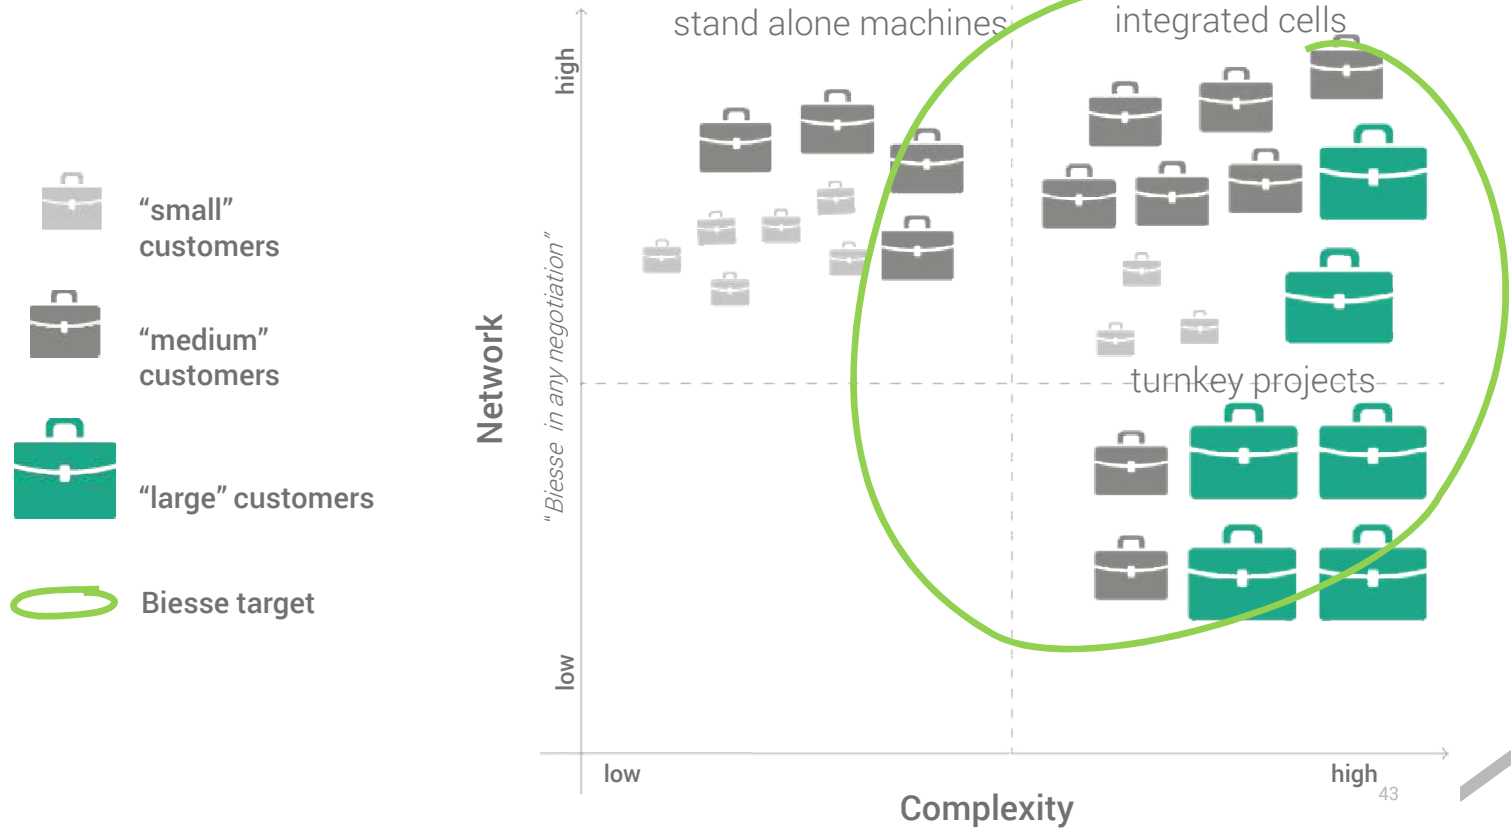 stand alone machines
integrated cells
high
“small”
customers
“medium”
customers
“large” customers
Biesse target
Network
“Biesse in any negotiation”
turnkey projects
low
low
high
Complexity
43